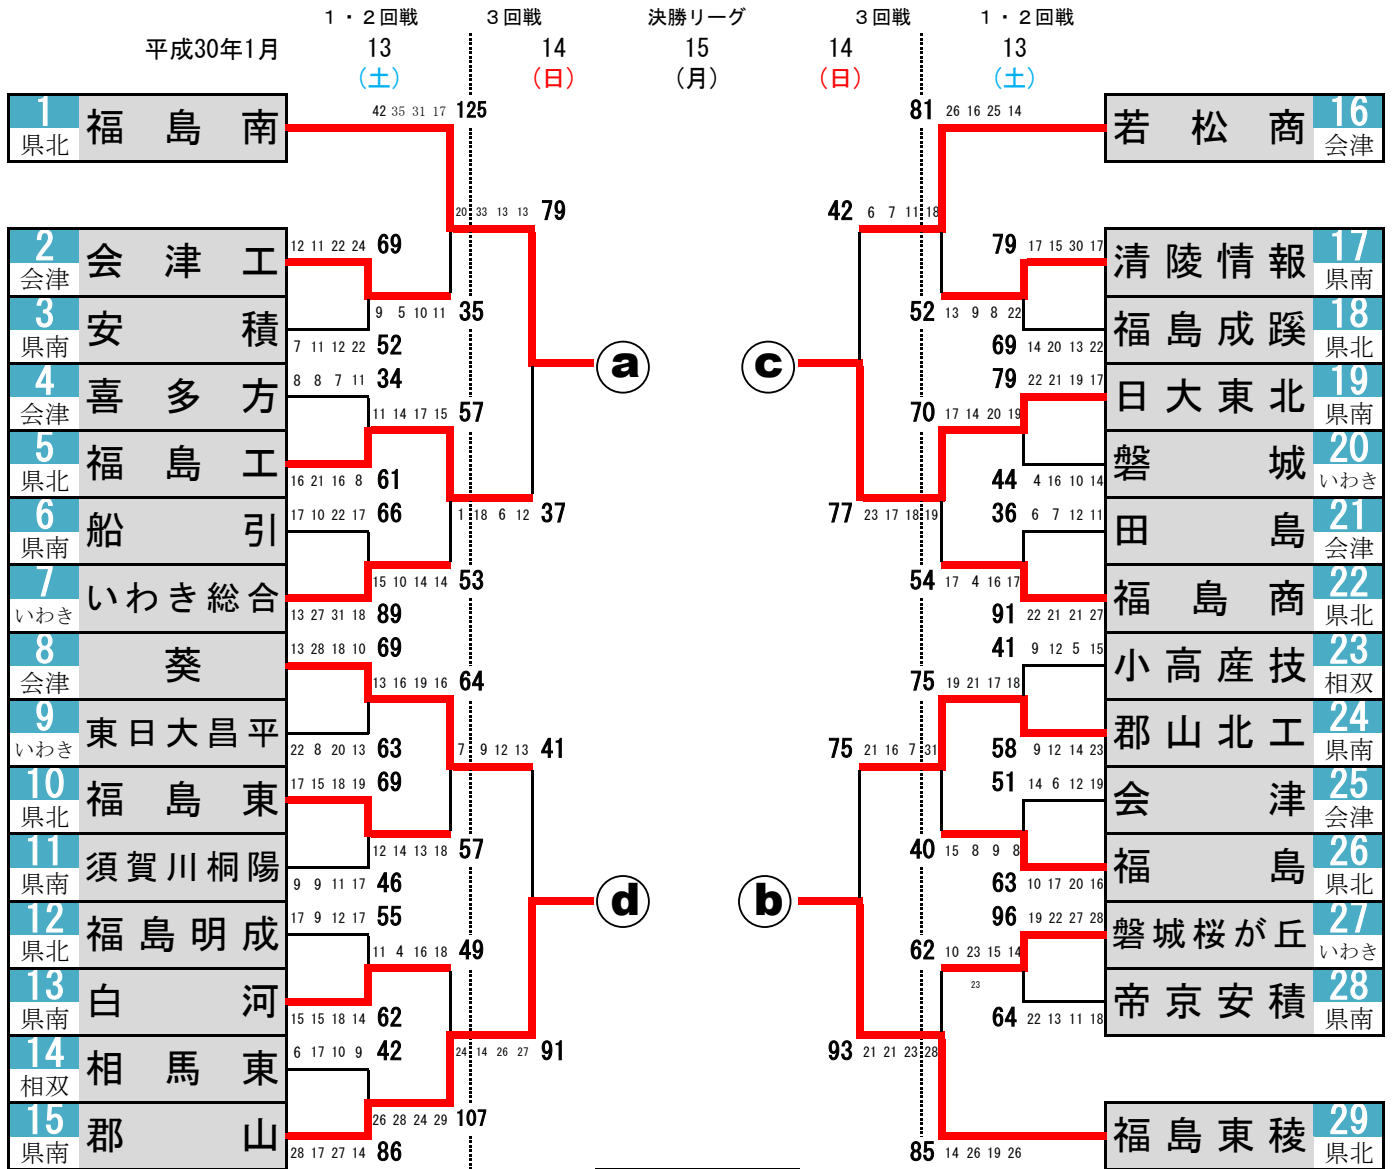 1・2回戦 3回戦 決勝リーグ 3回戦 1・2回戦
平成30年1月 13 14 15 14 13
(土) (日) (月) (日) (土)
1 県北 福島南 42 35 31 17 125
81 26 16 25 14 若松商 16 会津
20 33 13 13 79
42 6 7 11 18
2 会津 会津工 12 11 22 24 69
79 17 15 30 17 清陵情報 17 県南
9 5 10 11 35
52 13 9 8 22
3 県南 安積 7 11 12 22 52
69 14 20 13 22 福島成蹊 18 県北
a
c
4 会津 喜多方 8 8 7 11 34
79 22 21 19 17 日大東北 19 県南
11 14 17 15 57
70 17 14 20 19
5 県北 福島工 16 21 16 8 61
44 4 16 10 14 磐城 20 いわき
1 18 6 12 37
77 23 17 18 19
6 県南 船引 17 10 22 17 66
36 6 7 12 11 田島 21 会津
15 10 14 14 53
54 17 4 16 17
7 いわき いわき総合 13 27 31 18 89
91 22 21 21 27 福島商 22 県北
8 会津 葵 13 28 18 10 69
41 9 12 5 15 小高産技 23 相双
13 16 19 16 64
75 19 21 17 18
9 いわき 東日大昌平 22 8 20 13 63
58 9 12 14 23 郡山北工 24 県南
7 9 12 13 41
75 21 16 7 31
10 県北 福島東 17 15 18 19 69
51 14 6 12 19 会津 25 会津
12 14 13 18 57
40 15 8 9 8
11 県南 須賀川桐陽 9 9 11 17 46
63 10 17 20 16 福島 26 県北
d
b
12 県北 福島明成 17 9 12 17 55
96 19 22 27 28 磐城桜が丘 27 いわき
11 4 16 18 49
62 10 23 15 14
23
13 県南 白河 15 15 18 14 62
64 22 13 11 18 帝京安積 28 県南
24 14 26 27 91
93 21 21 23 28
14 相双 相馬東 6 17 10 9 42
26 28 24 29 107
15 県南 郡山 28 17 27 14 86
85 14 26 19 26 福島東稜 29 県北